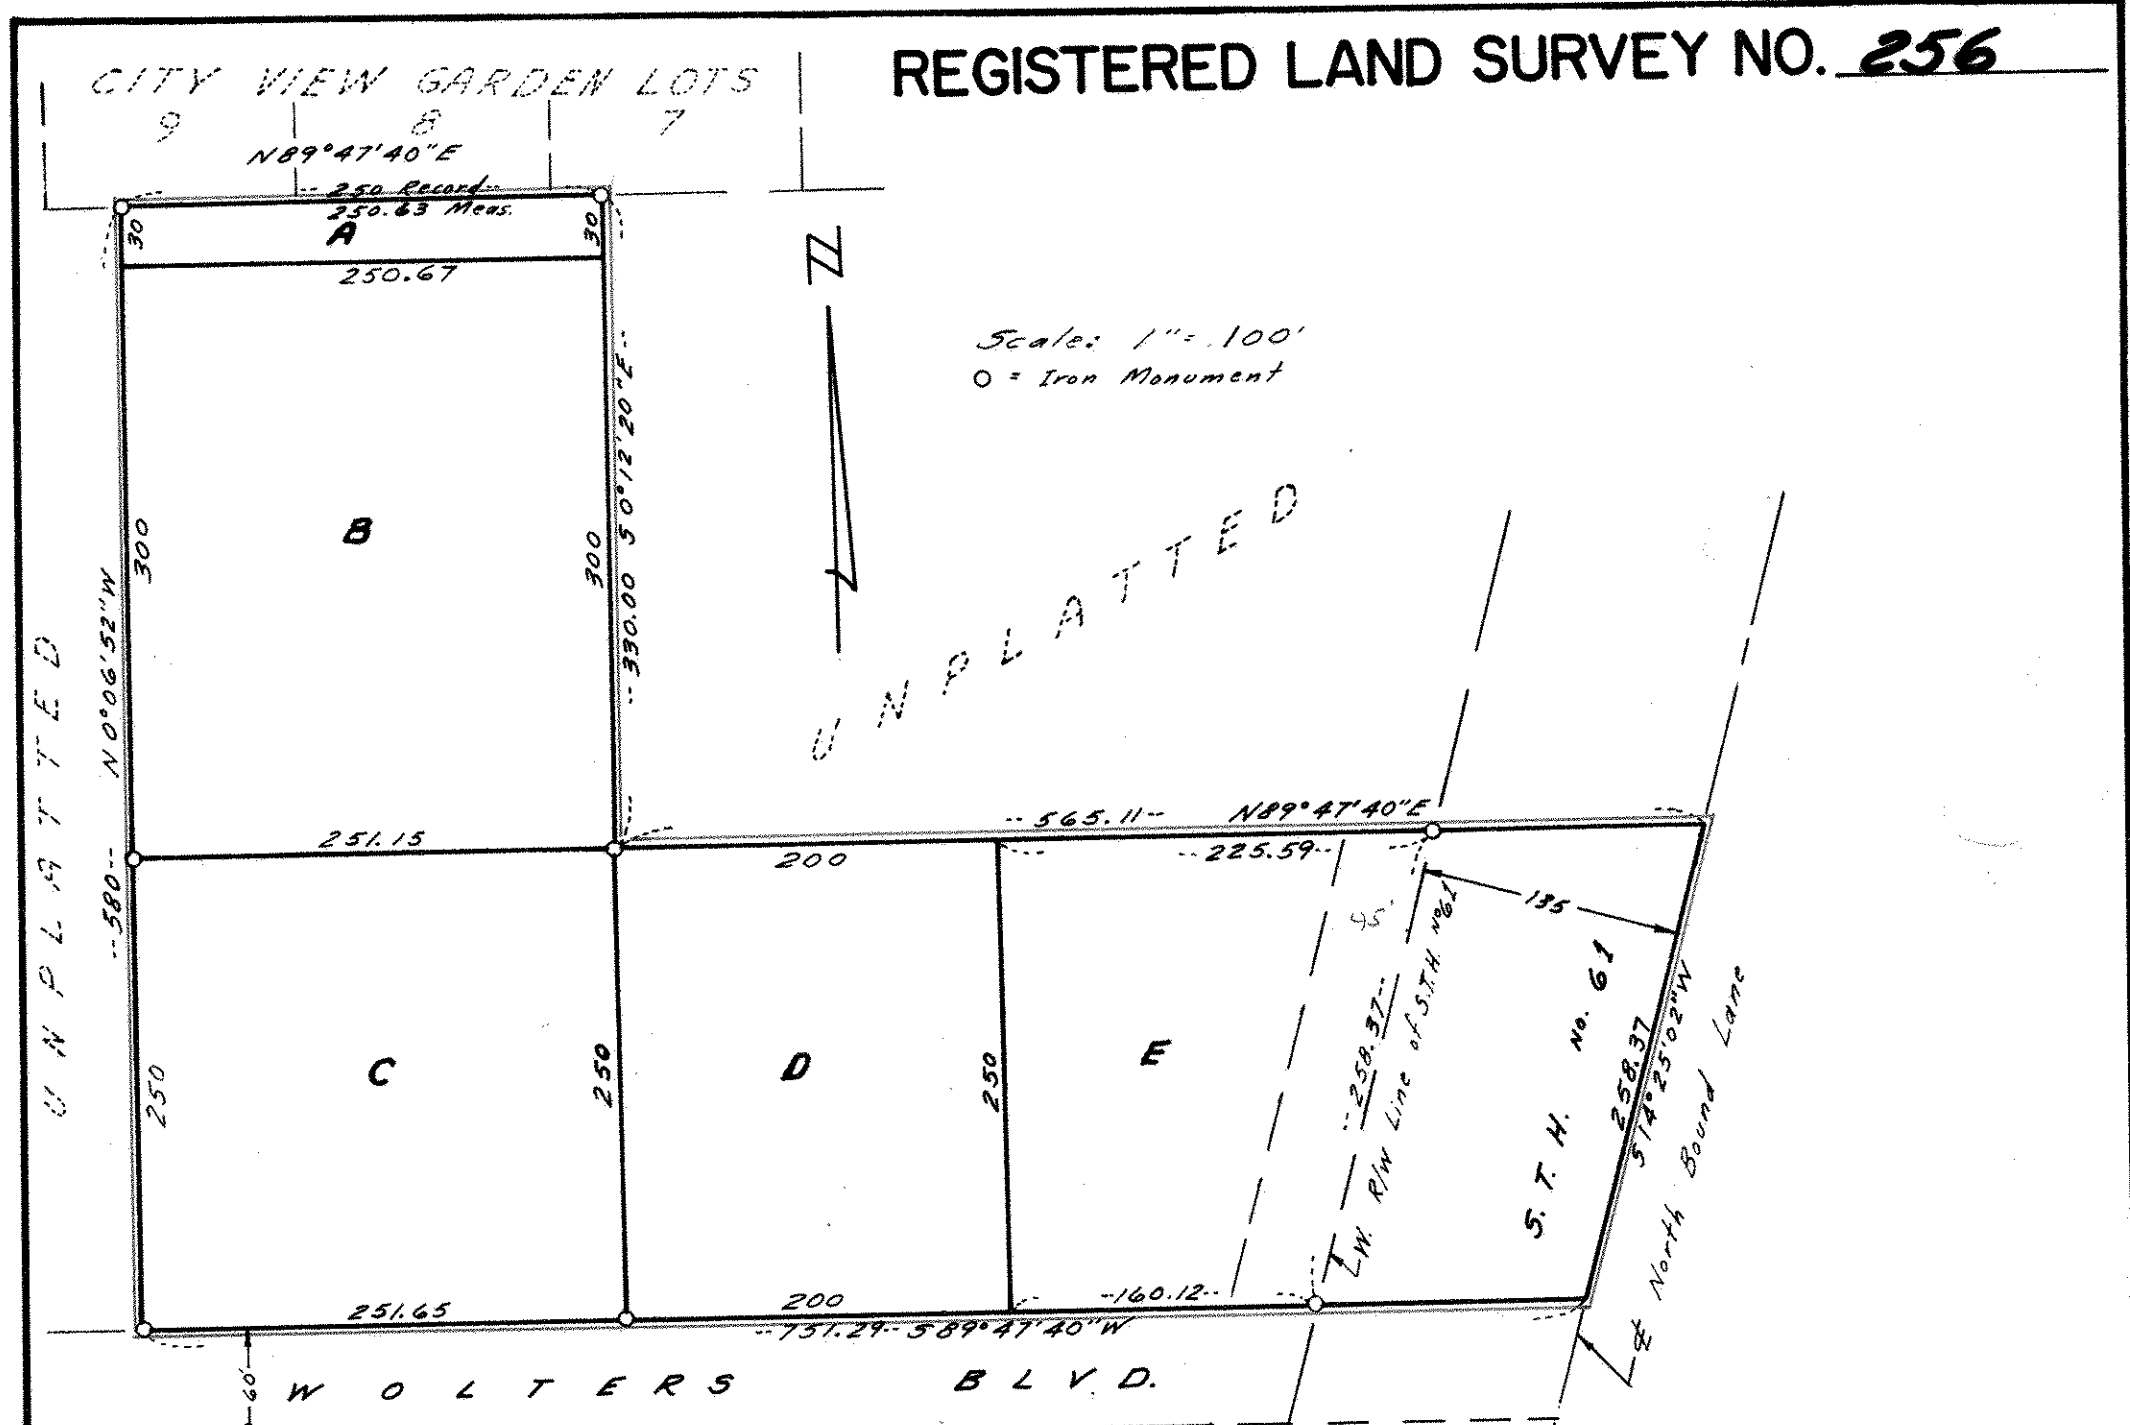 REGISTERED LAND SURVEY NO. 256
CITY VIEW GARDEN LOTS
9 8 7
N89°47'40"E
-- 250 Record --
250.63 Meas.
30
A
30
250.67
Scale: 1" = 100'
O = Iron Monument
N
B
300
300
-- 330.00 S0°12'20"E --
--580-- N0°06'52"W
UNPLATTED
UNPLATTED
251.15
-- 565.11 -- N89°47'40"E
200
-- 225.59 --
45'
135
C
250
250
D
250
E
-- 258.37 --
W. R/W Line of S.T.H. No 61
S. T. H. No. 61
258.37
S14°25'02"W
℄ North Bound Lane
251.65
200
--160.12--
--751.29-- S89°47'40"W
60'
WOLTERS BLVD.